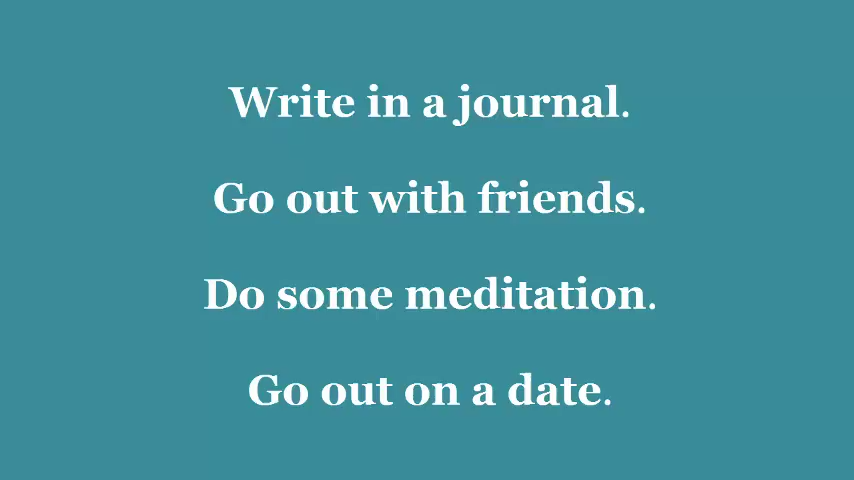 Write in a journal.
Go out with friends.
Do some meditation.
Go out on a date.